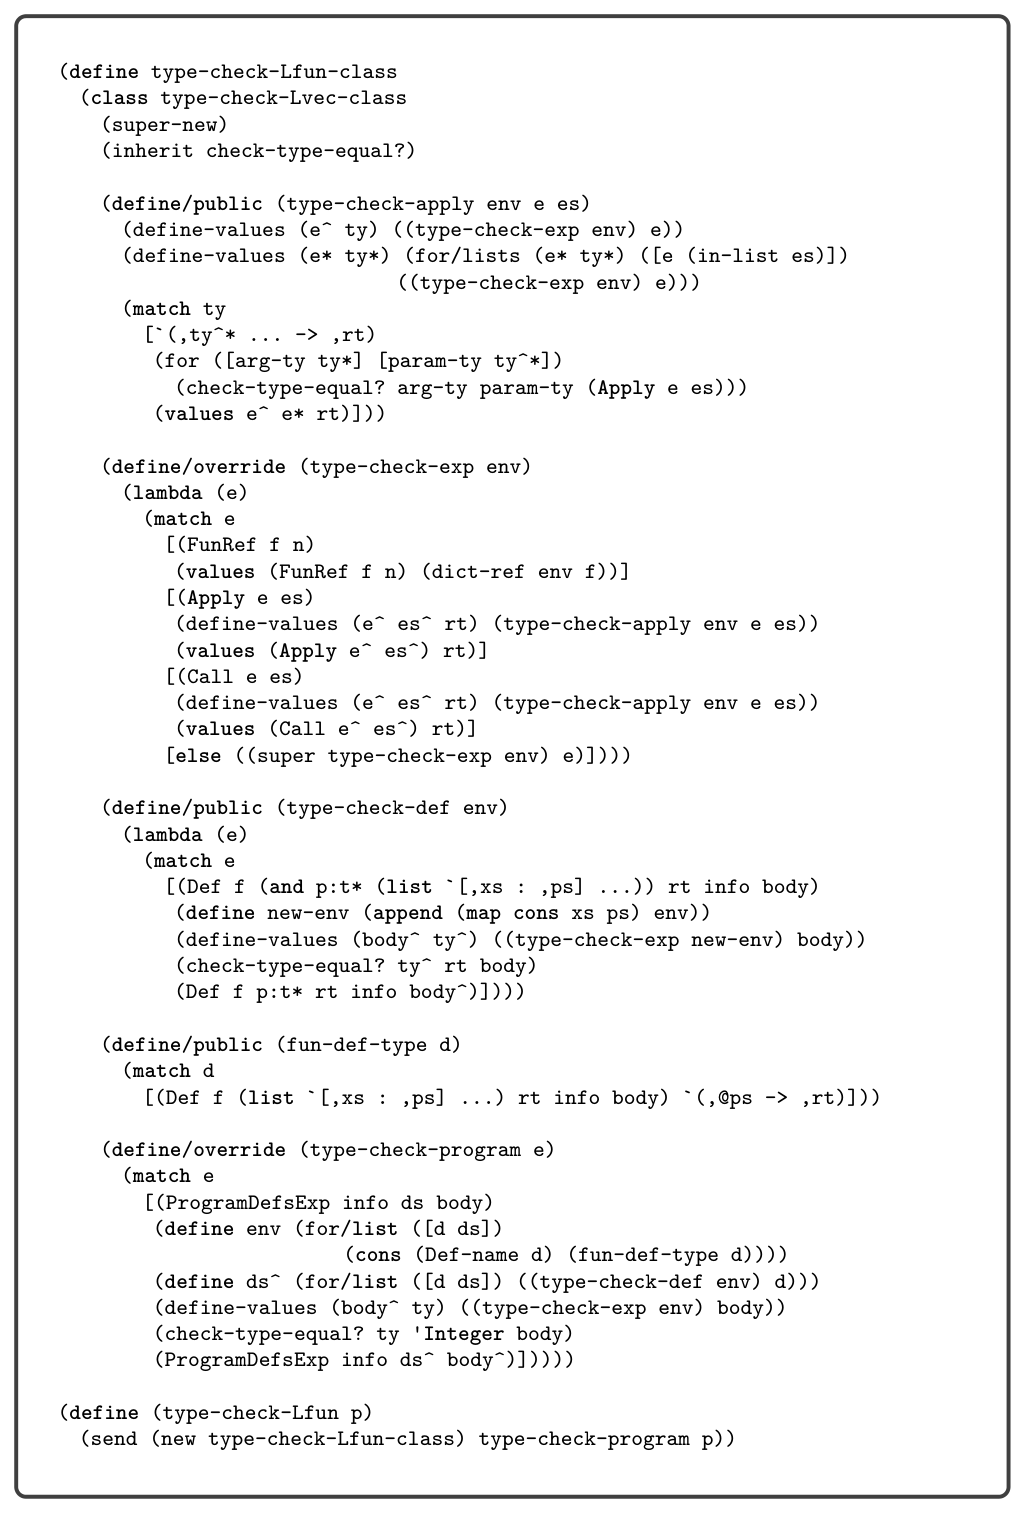 (define type-check-Lfun-class
  (class type-check-Lvec-class
    (super-new)
    (inherit check-type-equal?)

    (define/public (type-check-apply env e es)
      (define-values (e^ ty) ((type-check-exp env) e))
      (define-values (e* ty*) (for/lists (e* ty*) ([e (in-list es)])
                                ((type-check-exp env) e)))
      (match ty
        [`(,ty^* ... -> ,rt)
         (for ([arg-ty ty*] [param-ty ty^*])
           (check-type-equal? arg-ty param-ty (Apply e es)))
         (values e^ e* rt)]))

    (define/override (type-check-exp env)
      (lambda (e)
        (match e
          [(FunRef f n)
           (values (FunRef f n) (dict-ref env f))]
          [(Apply e es)
           (define-values (e^ es^ rt) (type-check-apply env e es))
           (values (Apply e^ es^) rt)]
          [(Call e es)
           (define-values (e^ es^ rt) (type-check-apply env e es))
           (values (Call e^ es^) rt)]
          [else ((super type-check-exp env) e)])))

    (define/public (type-check-def env)
      (lambda (e)
        (match e
          [(Def f (and p:t* (list `[,xs : ,ps] ...)) rt info body)
           (define new-env (append (map cons xs ps) env))
           (define-values (body^ ty^) ((type-check-exp new-env) body))
           (check-type-equal? ty^ rt body)
           (Def f p:t* rt info body^)])))

    (define/public (fun-def-type d)
      (match d
        [(Def f (list `[,xs : ,ps] ...) rt info body) `(,@ps -> ,rt)]))

    (define/override (type-check-program e)
      (match e
        [(ProgramDefsExp info ds body)
         (define env (for/list ([d ds])
                           (cons (Def-name d) (fun-def-type d))))
         (define ds^ (for/list ([d ds]) ((type-check-def env) d)))
         (define-values (body^ ty) ((type-check-exp env) body))
         (check-type-equal? ty 'Integer body)
         (ProgramDefsExp info ds^ body^)]))))

(define (type-check-Lfun p)
  (send (new type-check-Lfun-class) type-check-program p))